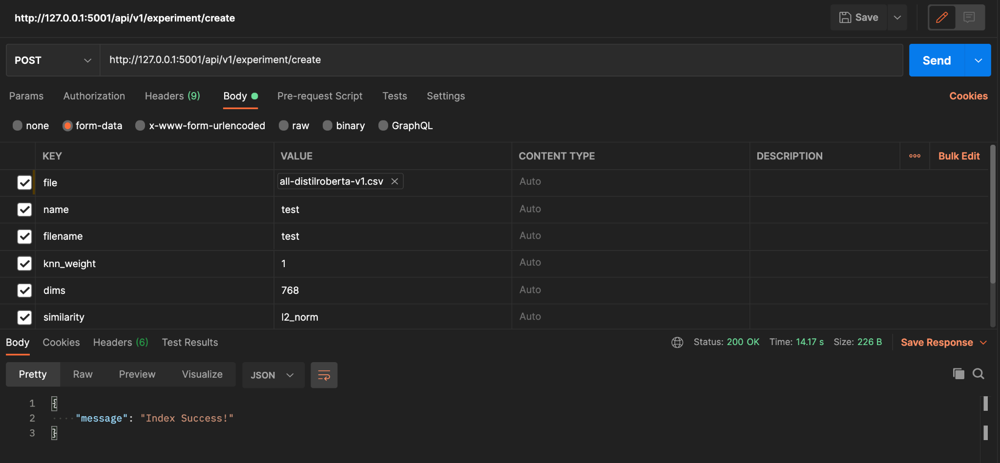 http://127.0.0.1:5001/api/v1/experiment/create
Save
POST
http://127.0.0.1:5001/api/v1/experiment/create
Send
Params Authorization Headers (9) Body Pre-request Script Tests Settings Cookies
none form-data x-www-form-urlencoded raw binary GraphQL
KEY VALUE CONTENT TYPE DESCRIPTION Bulk Edit
file all-distilroberta-v1.csv Auto
name test Auto
filename test Auto
knn_weight 1 Auto
dims 768 Auto
similarity l2_norm Auto
Body Cookies Headers (6) Test Results Status: 200 OK Time: 14.17 s Size: 226 B Save Response
Pretty Raw Preview Visualize JSON
1 {
2 "message": "Index Success!"
3 }